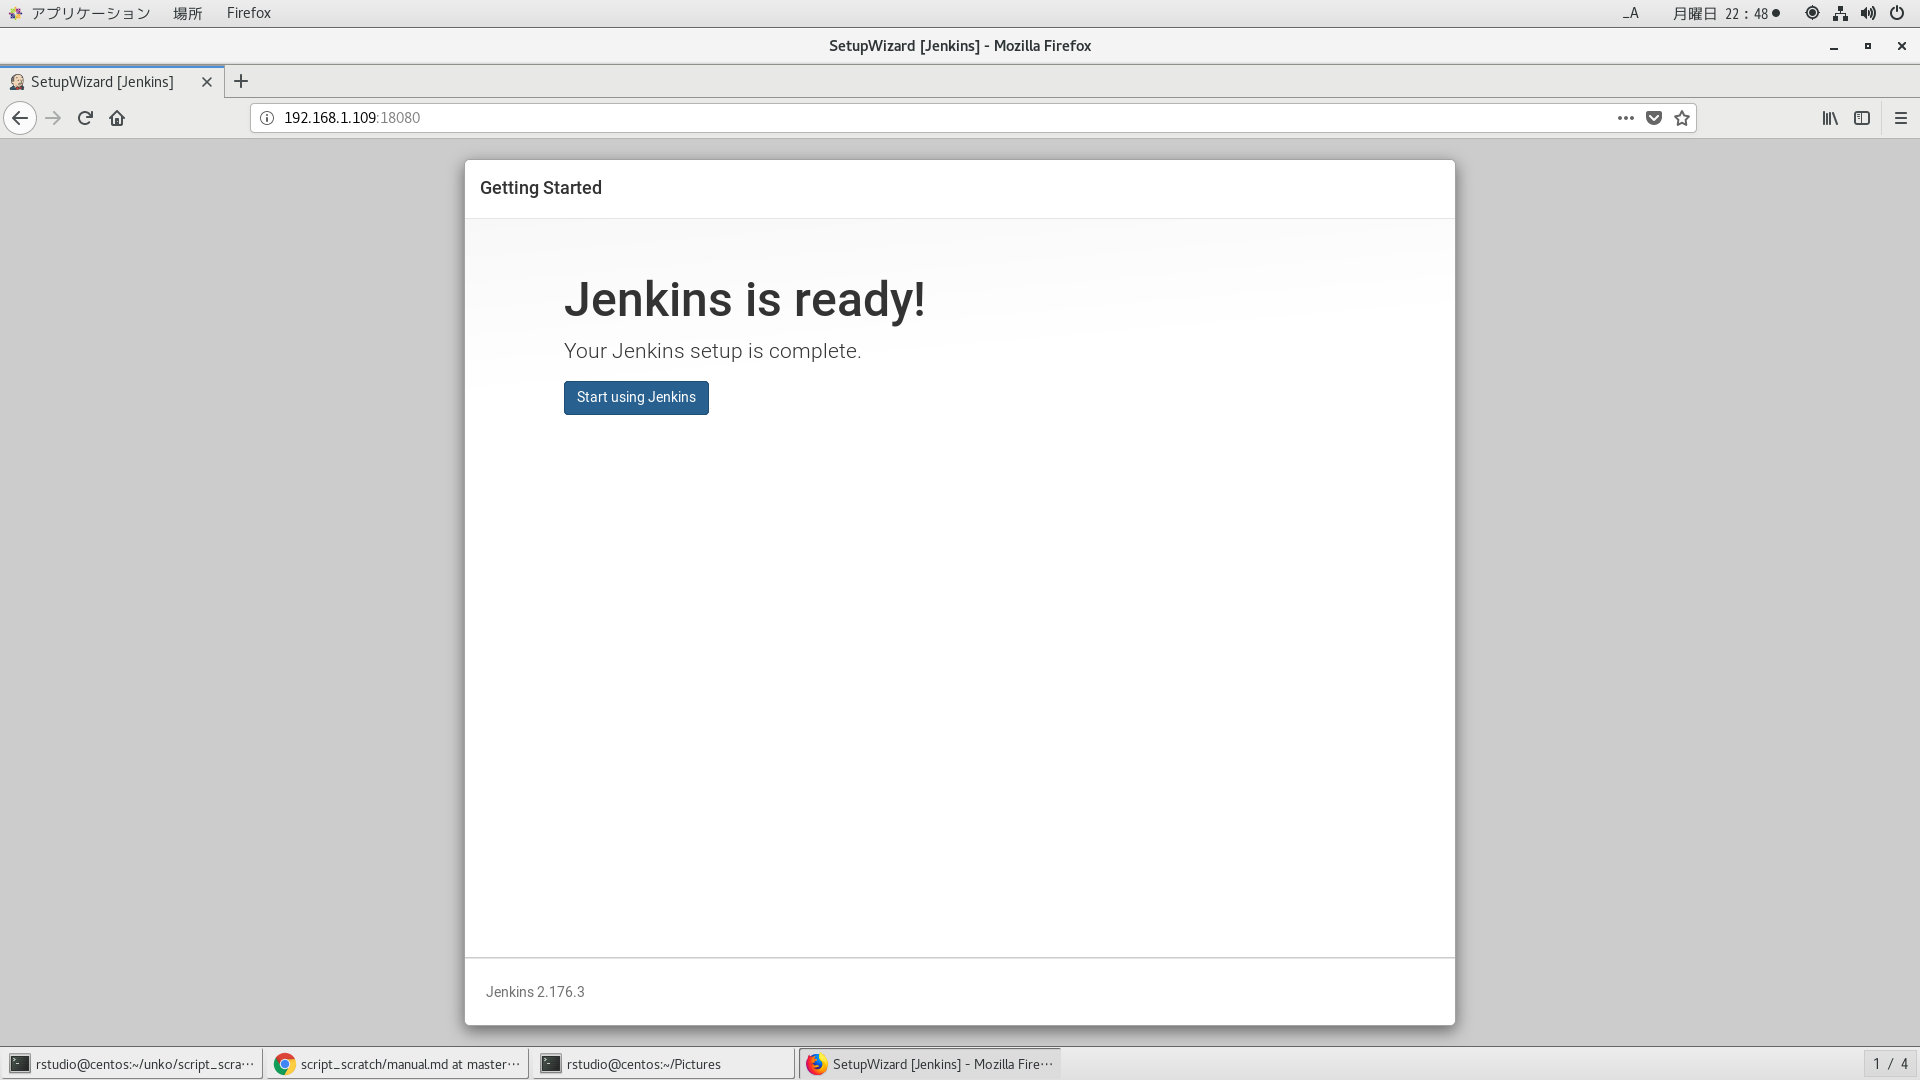 アプリケーション 場所 Firefox _A 月曜日 22 : 48
SetupWizard [Jenkins] - Mozilla Firefox
SetupWizard [Jenkins]
192.168.1.109:18080
Getting Started
Jenkins is ready!
Your Jenkins setup is complete.
Start using Jenkins
Jenkins 2.176.3
rstudio@centos:~/unko/script_scra··· script_scratch/manual.md at master··· rstudio@centos:~/Pictures SetupWizard [Jenkins] - Mozilla Fire··· 1 / 4